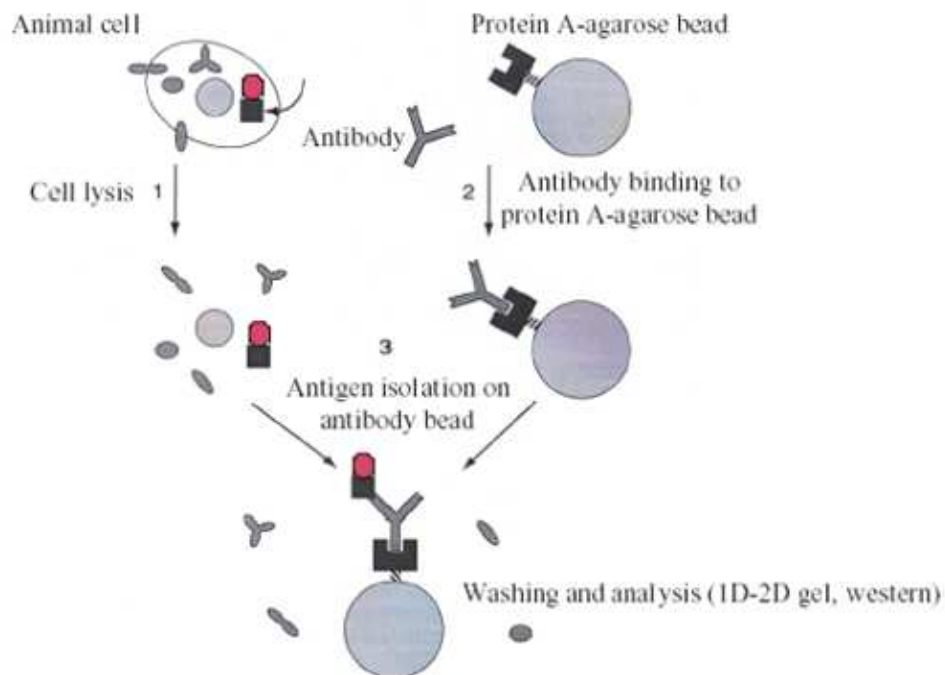 Animal cell
Protein A-agarose bead
Antibody
Cell lysis 1
2 Antibody binding to
protein A-agarose bead
3
Antigen isolation on
antibody bead
Washing and analysis (1D-2D gel, western)